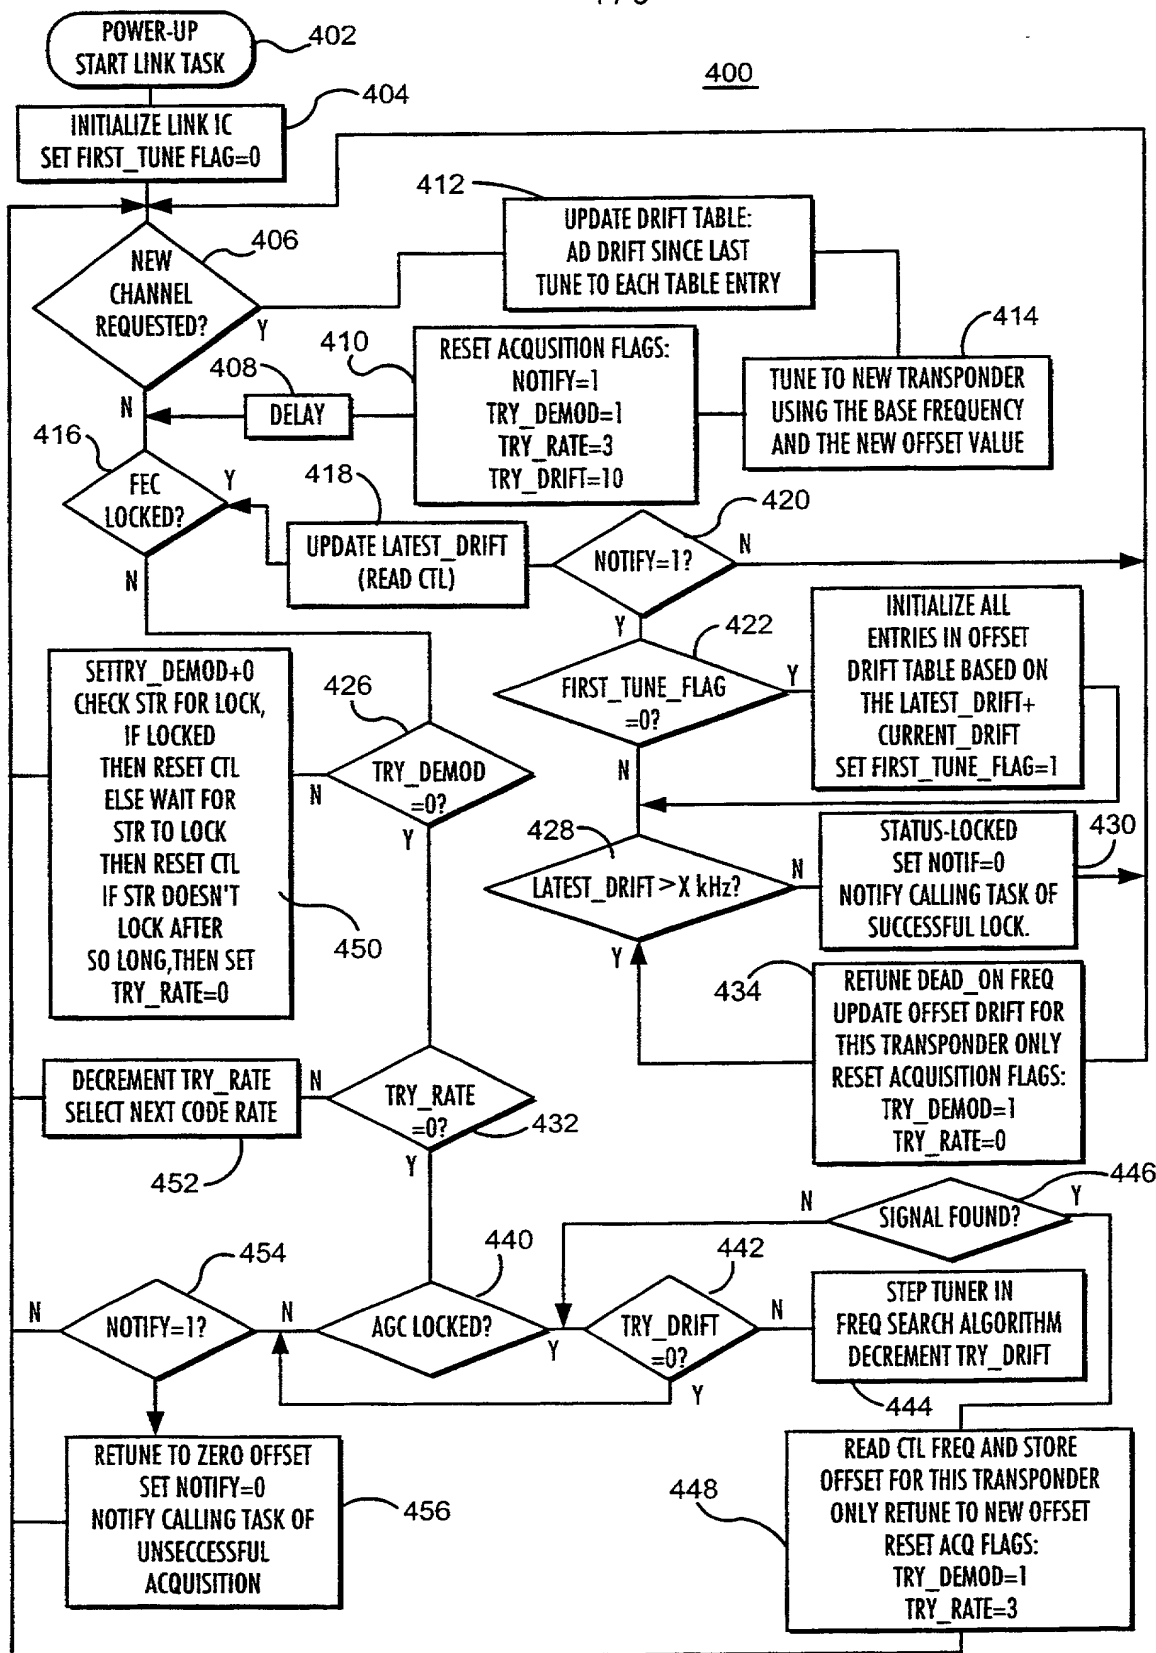 POWER-UP
START LINK TASK
402
400
404
INITIALIZE LINK IC
SET FIRST_TUNE FLAG=0
412
UPDATE DRIFT TABLE:
AD DRIFT SINCE LAST
TUNE TO EACH TABLE ENTRY
406
NEW
CHANNEL
REQUESTED?
Y
N
414
TUNE TO NEW TRANSPONDER
USING THE BASE FREQUENCY
AND THE NEW OFFSET VALUE
410
RESET ACQUSITION FLAGS:
NOTIFY=1
TRY_DEMOD=1
TRY_RATE=3
TRY_DRIFT=10
408
DELAY
416
FEC
LOCKED?
Y
N
418
UPDATE LATEST_DRIFT
(READ CTL)
420
NOTIFY=1?
N
Y
422
FIRST_TUNE_FLAG
=0?
Y
N
INITIALIZE ALL
ENTRIES IN OFFSET
DRIFT TABLE BASED ON
THE LATEST_DRIFT+
CURRENT_DRIFT
SET FIRST_TUNE_FLAG=1
SETTRY_DEMOD+0
CHECK STR FOR LOCK,
IF LOCKED
THEN RESET CTL
ELSE WAIT FOR
STR TO LOCK
THEN RESET CTL
IF STR DOESN'T
LOCK AFTER
SO LONG,THEN SET
TRY_RATE=0
450
426
TRY_DEMOD
=0?
N
Y
428
LATEST_DRIFT>X kHz?
N
Y
STATUS-LOCKED
SET NOTIF=0
NOTIFY CALLING TASK OF
SUCCESSFUL LOCK.
430
434
RETUNE DEAD_ON FREQ
UPDATE OFFSET DRIFT FOR
THIS TRANSPONDER ONLY
RESET ACQUISITION FLAGS:
TRY_DEMOD=1
TRY_RATE=0
DECREMENT TRY_RATE
SELECT NEXT CODE RATE
452
N
TRY_RATE
=0?
432
Y
446
SIGNAL FOUND?
N
Y
454
NOTIFY=1?
N
440
AGC LOCKED?
N
Y
442
TRY_DRIFT
=0?
N
Y
STEP TUNER IN
FREQ SEARCH ALGORITHM
DECREMENT TRY_DRIFT
444
RETUNE TO ZERO OFFSET
SET NOTIFY=0
NOTIFY CALLING TASK OF
UNSECCESSFUL
ACQUISITION
456
448
READ CTL FREQ AND STORE
OFFSET FOR THIS TRANSPONDER
ONLY RETUNE TO NEW OFFSET
RESET ACQ FLAGS:
TRY_DEMOD=1
TRY_RATE=3